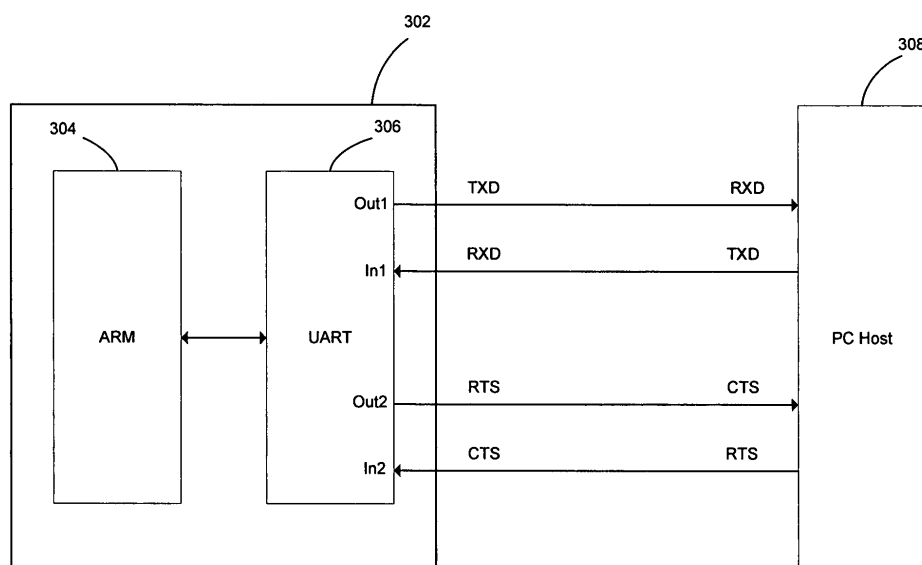 302
308
304
306
Out1
TXD
RXD
In1
RXD
TXD
ARM
UART
PC Host
Out2
RTS
CTS
In2
CTS
RTS